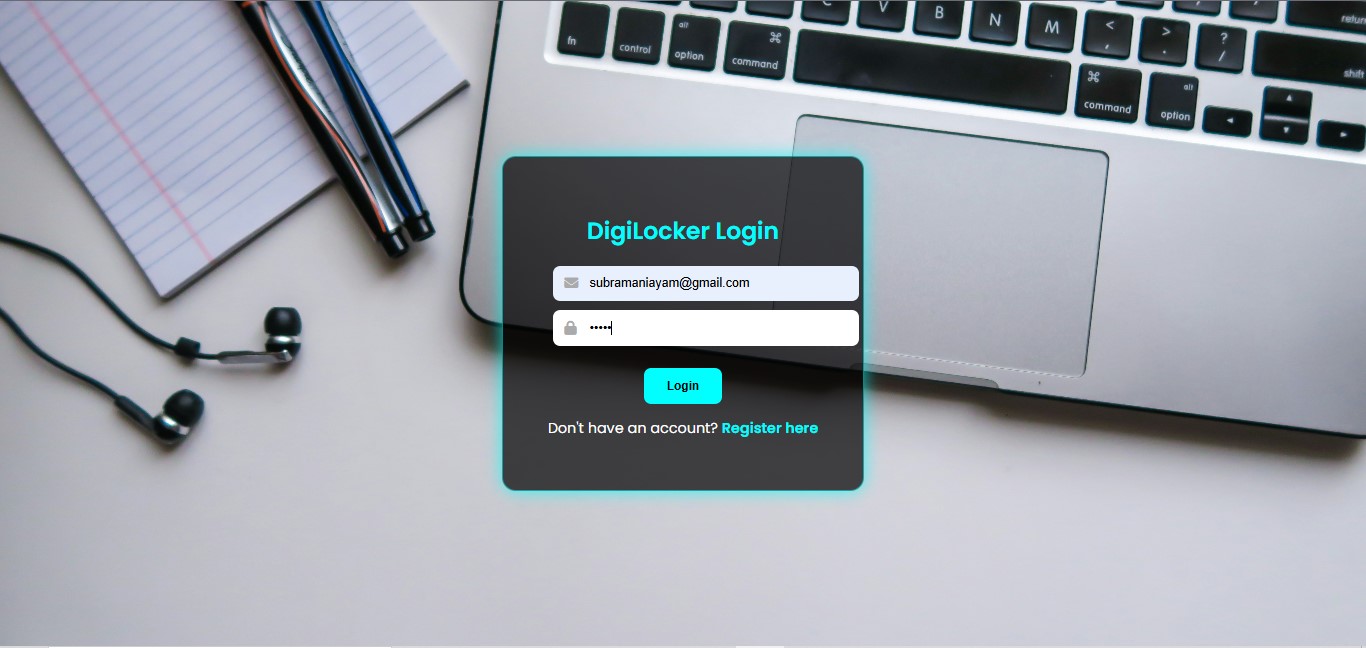 C V B N M < ,
> .
? /
return
fn control alt option ⌘ command
⌘ command alt option
shift
DigiLocker Login
subramaniayam@gmail.com
•••••
Login
Don't have an account? Register here